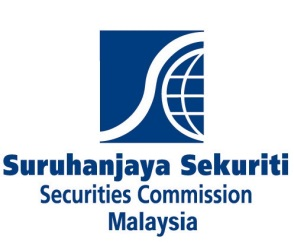 Suruhanjaya Sekuriti
Securities Commission
Malaysia